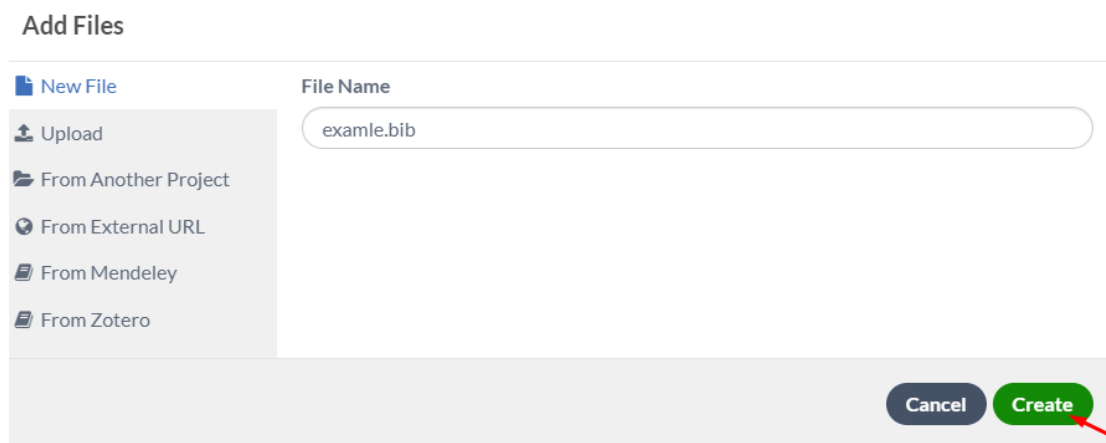 Add Files
New File
File Name
examle.bib
Upload
From Another Project
From External URL
From Mendeley
From Zotero
Cancel
Create